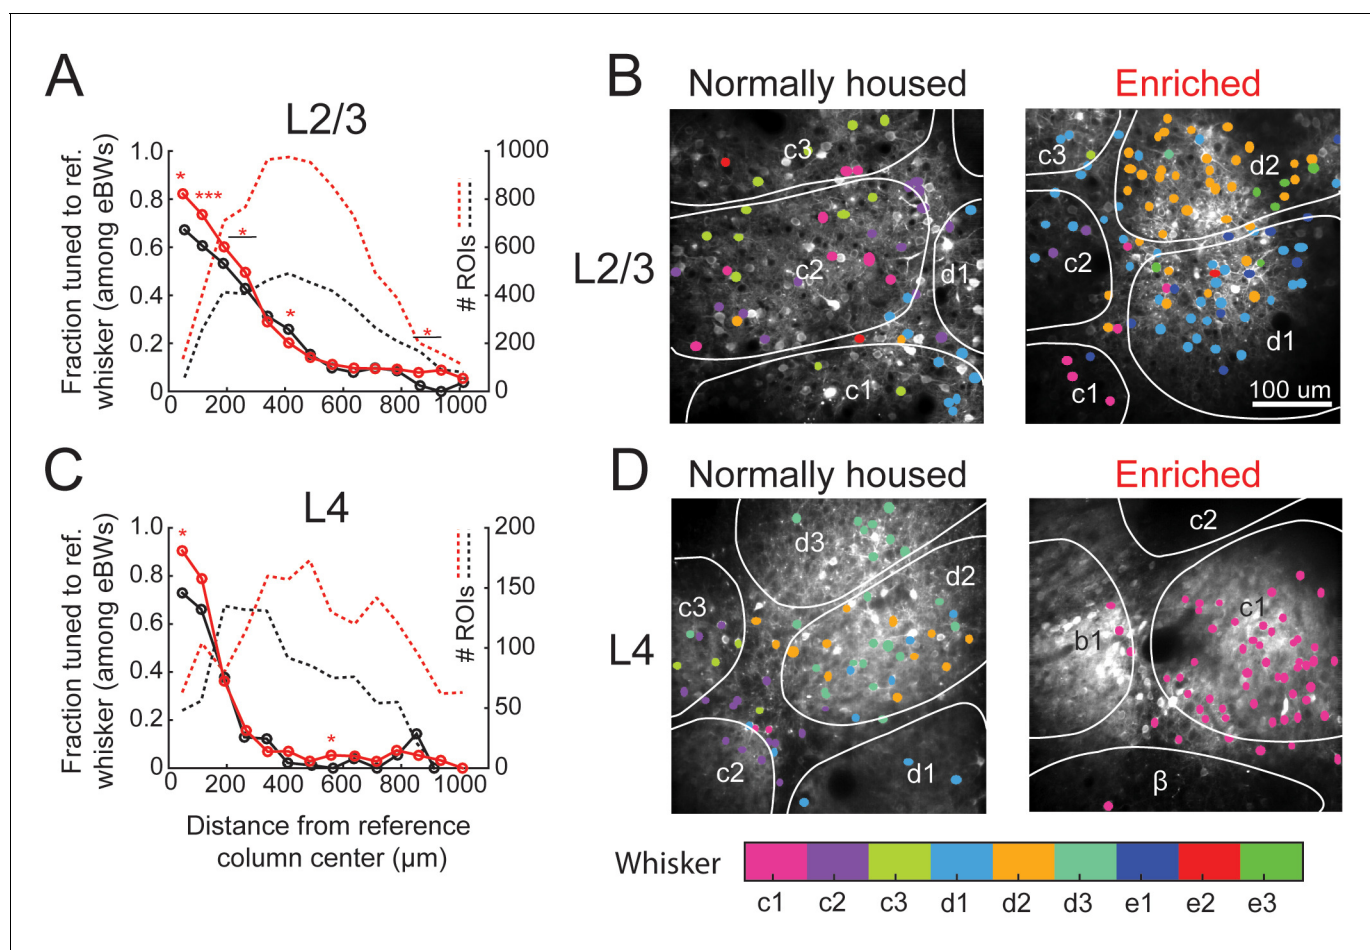 A
L2/3
Fraction tuned to ref.
whisker (among eBWs)
1.0
0.8
0.6
0.4
0.2
0
* *** * * *
1000
800
600
400
200
0
# ROIs
0 200 400 600 800 1000
B
Normally housed
Enriched
L2/3
c3
c2
d1
c1
c3
d2
c2
d1
c1
100 um
C
L4
Fraction tuned to ref.
whisker (among eBWs)
1.0
0.8
0.6
0.4
0.2
0
* *
200
150
100
50
0
# ROIs
0 200 400 600 800 1000
Distance from reference
column center (µm)
D
Normally housed
Enriched
L4
d3
d2
c3
c2
d1
c2
c1
b1
β
Whisker
c1 c2 c3 d1 d2 d3 e1 e2 e3